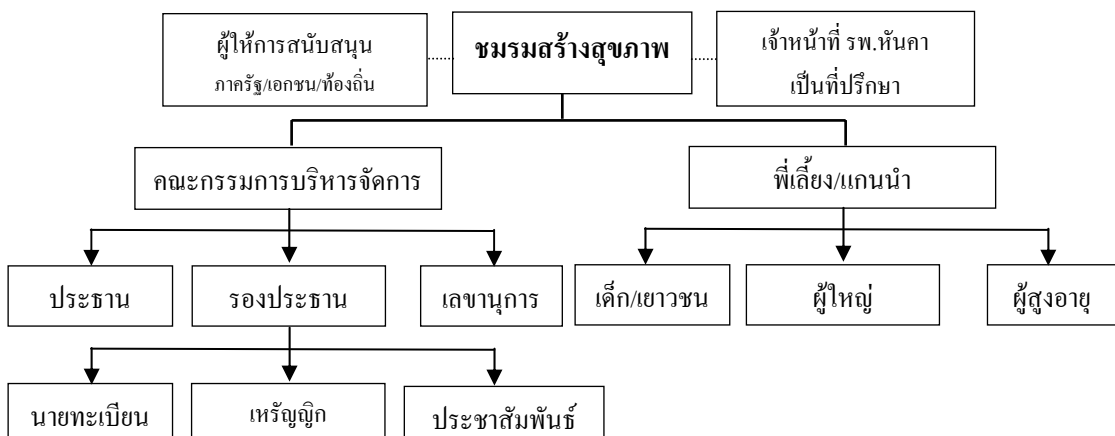 ผู้ให้การสนับสนุน
ภาครัฐ/เอกชน/ท้องถิ่น
ชมรมสร้างสุขภาพ
เจ้าหน้าที่ รพ.หันคา
เป็นที่ปรึกษา
คณะกรรมการบริหารจัดการ
พี่เลี้ยง/แกนนำ
ประธาน
รองประธาน
เลขานุการ
เด็ก/เยาวชน
ผู้ใหญ่
ผู้สูงอายุ
นายทะเบียน
เหรัญญิก
ประชาสัมพันธ์